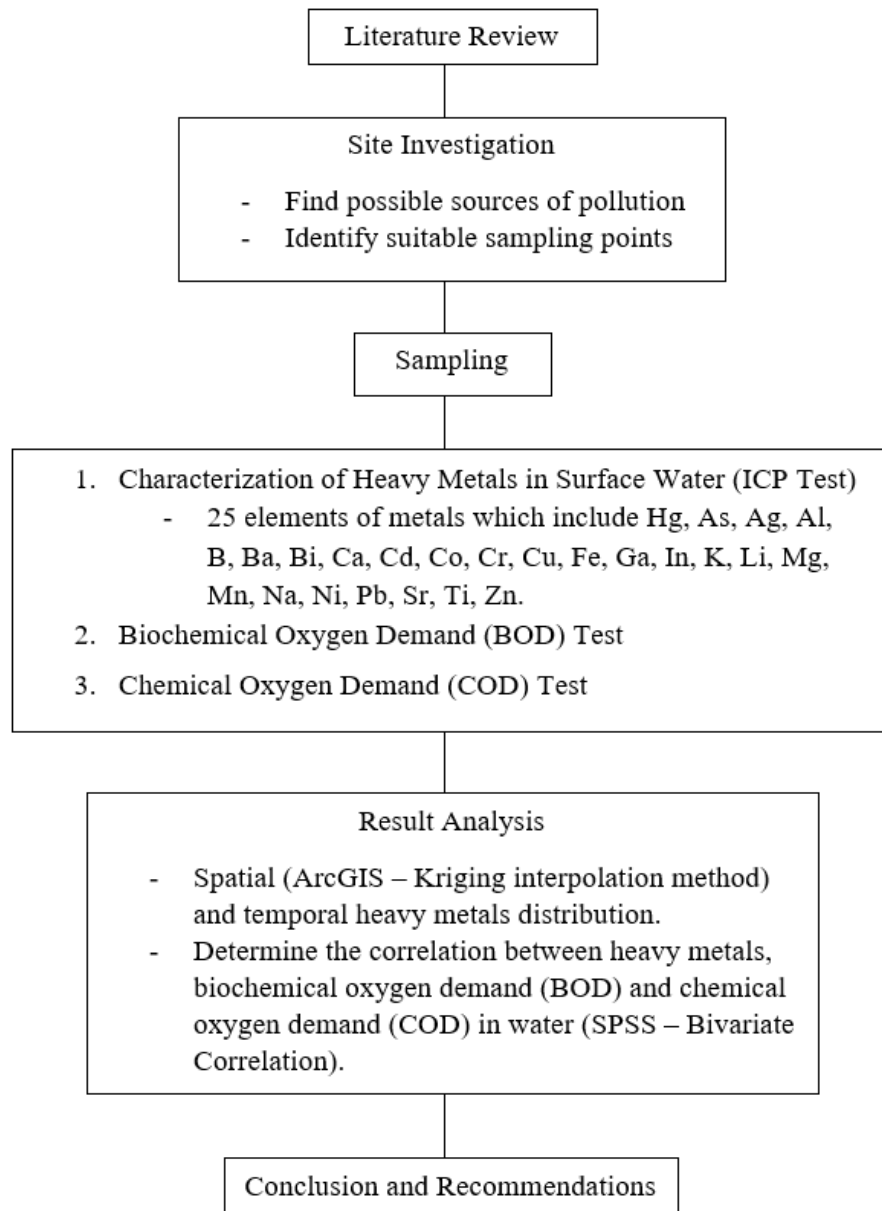 Literature Review
Site Investigation
- Find possible sources of pollution
- Identify suitable sampling points
Sampling
1. Characterization of Heavy Metals in Surface Water (ICP Test)
- 25 elements of metals which include Hg, As, Ag, Al,
B, Ba, Bi, Ca, Cd, Co, Cr, Cu, Fe, Ga, In, K, Li, Mg,
Mn, Na, Ni, Pb, Sr, Ti, Zn.
2. Biochemical Oxygen Demand (BOD) Test
3. Chemical Oxygen Demand (COD) Test
Result Analysis
- Spatial (ArcGIS – Kriging interpolation method)
and temporal heavy metals distribution.
- Determine the correlation between heavy metals,
biochemical oxygen demand (BOD) and chemical
oxygen demand (COD) in water (SPSS – Bivariate
Correlation).
Conclusion and Recommendations